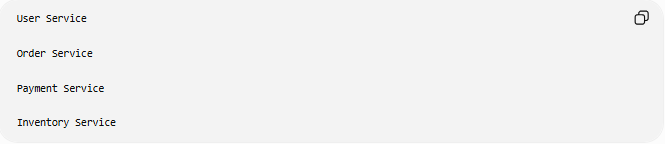 User Service
Order Service
Payment Service
Inventory Service